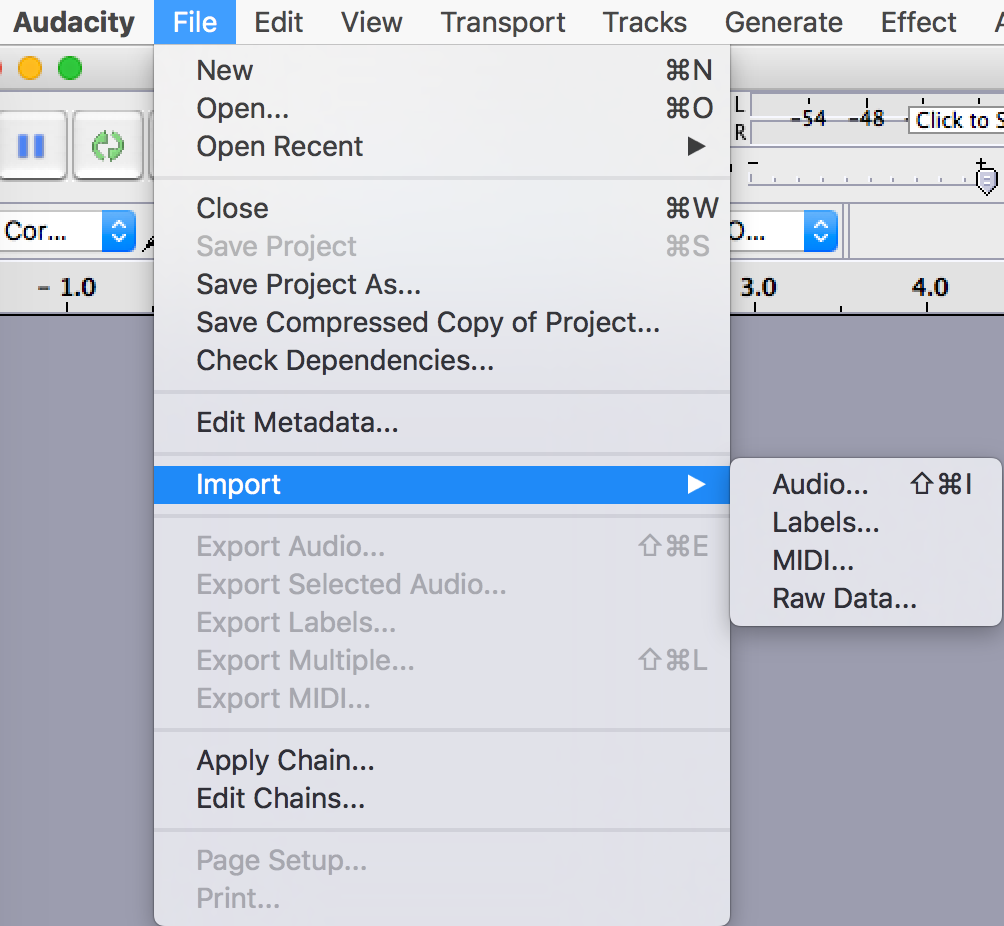 Audacity File Edit View Transport Tracks Generate Effect
New ⌘N
Open... ⌘O
Open Recent ▶
Close ⌘W
Save Project ⌘S
Save Project As...
Save Compressed Copy of Project...
Check Dependencies...
Edit Metadata...
Import ▶
Export Audio... ⇧⌘E
Export Selected Audio...
Export Labels...
Export Multiple... ⇧⌘L
Export MIDI...
Apply Chain...
Edit Chains...
Page Setup...
Print...
Audio... ⇧⌘I
Labels...
MIDI...
Raw Data...
L -54 -48 Click to
R
- +
Cor... O...
- 1.0 3.0 4.0